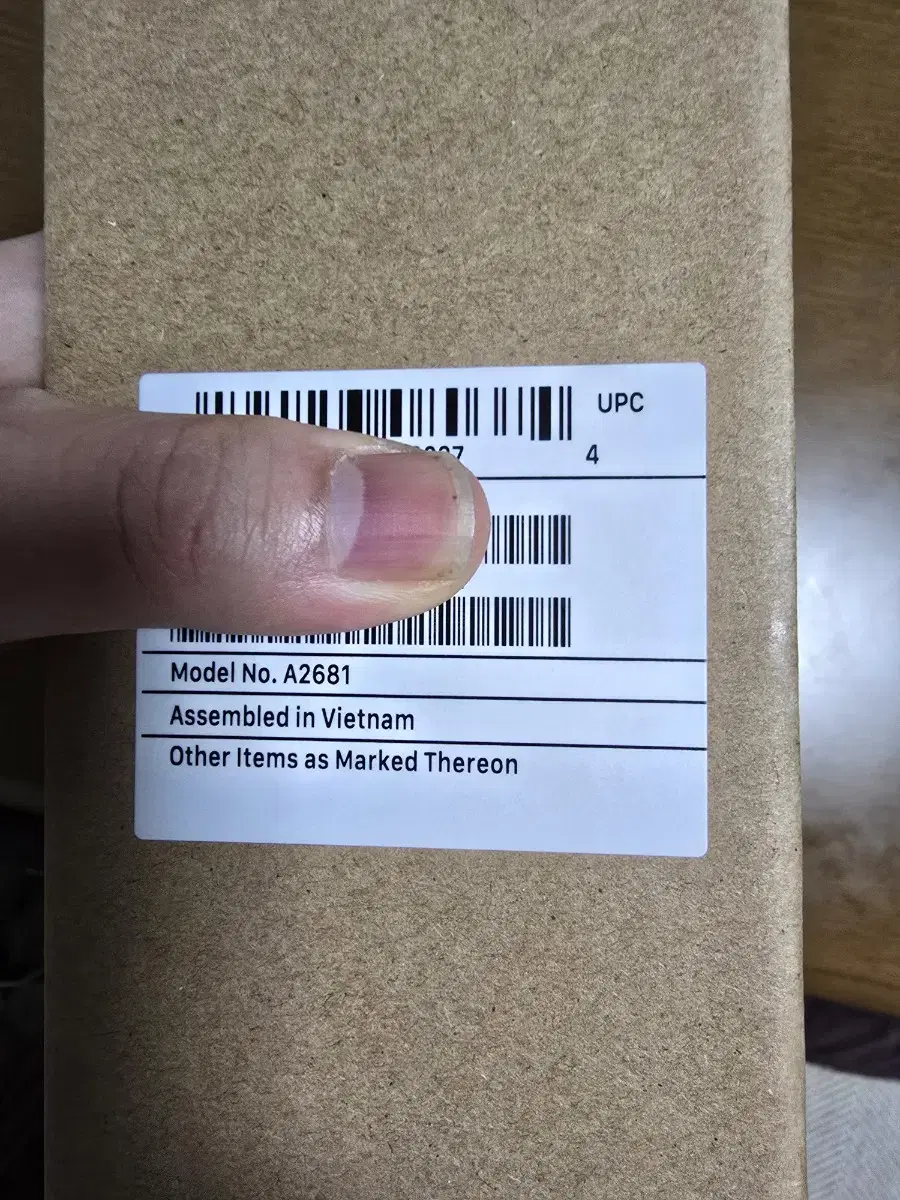 UPC
4
Model No. A2681
Assembled in Vietnam
Other Items as Marked Thereon